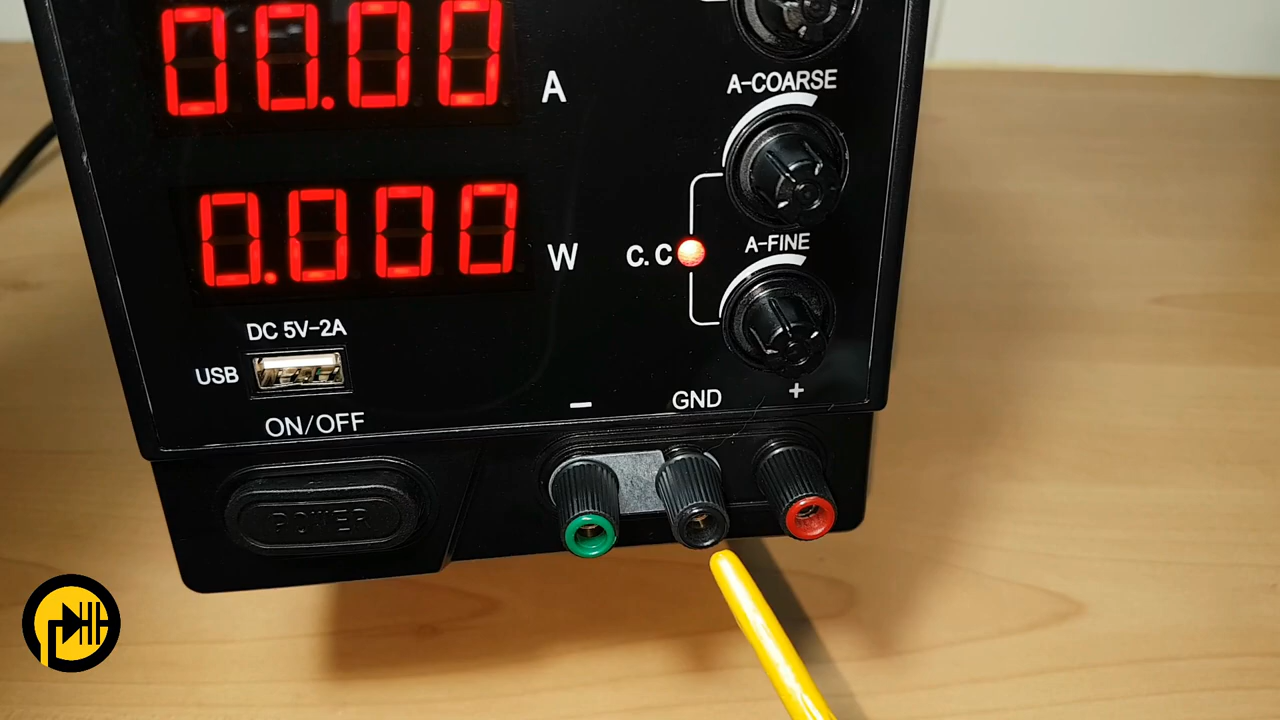 00.00 A
A-COARSE
0.000 W
C.C
A-FINE
DC 5V-2A
USB
ON/OFF
− GND +
POWER